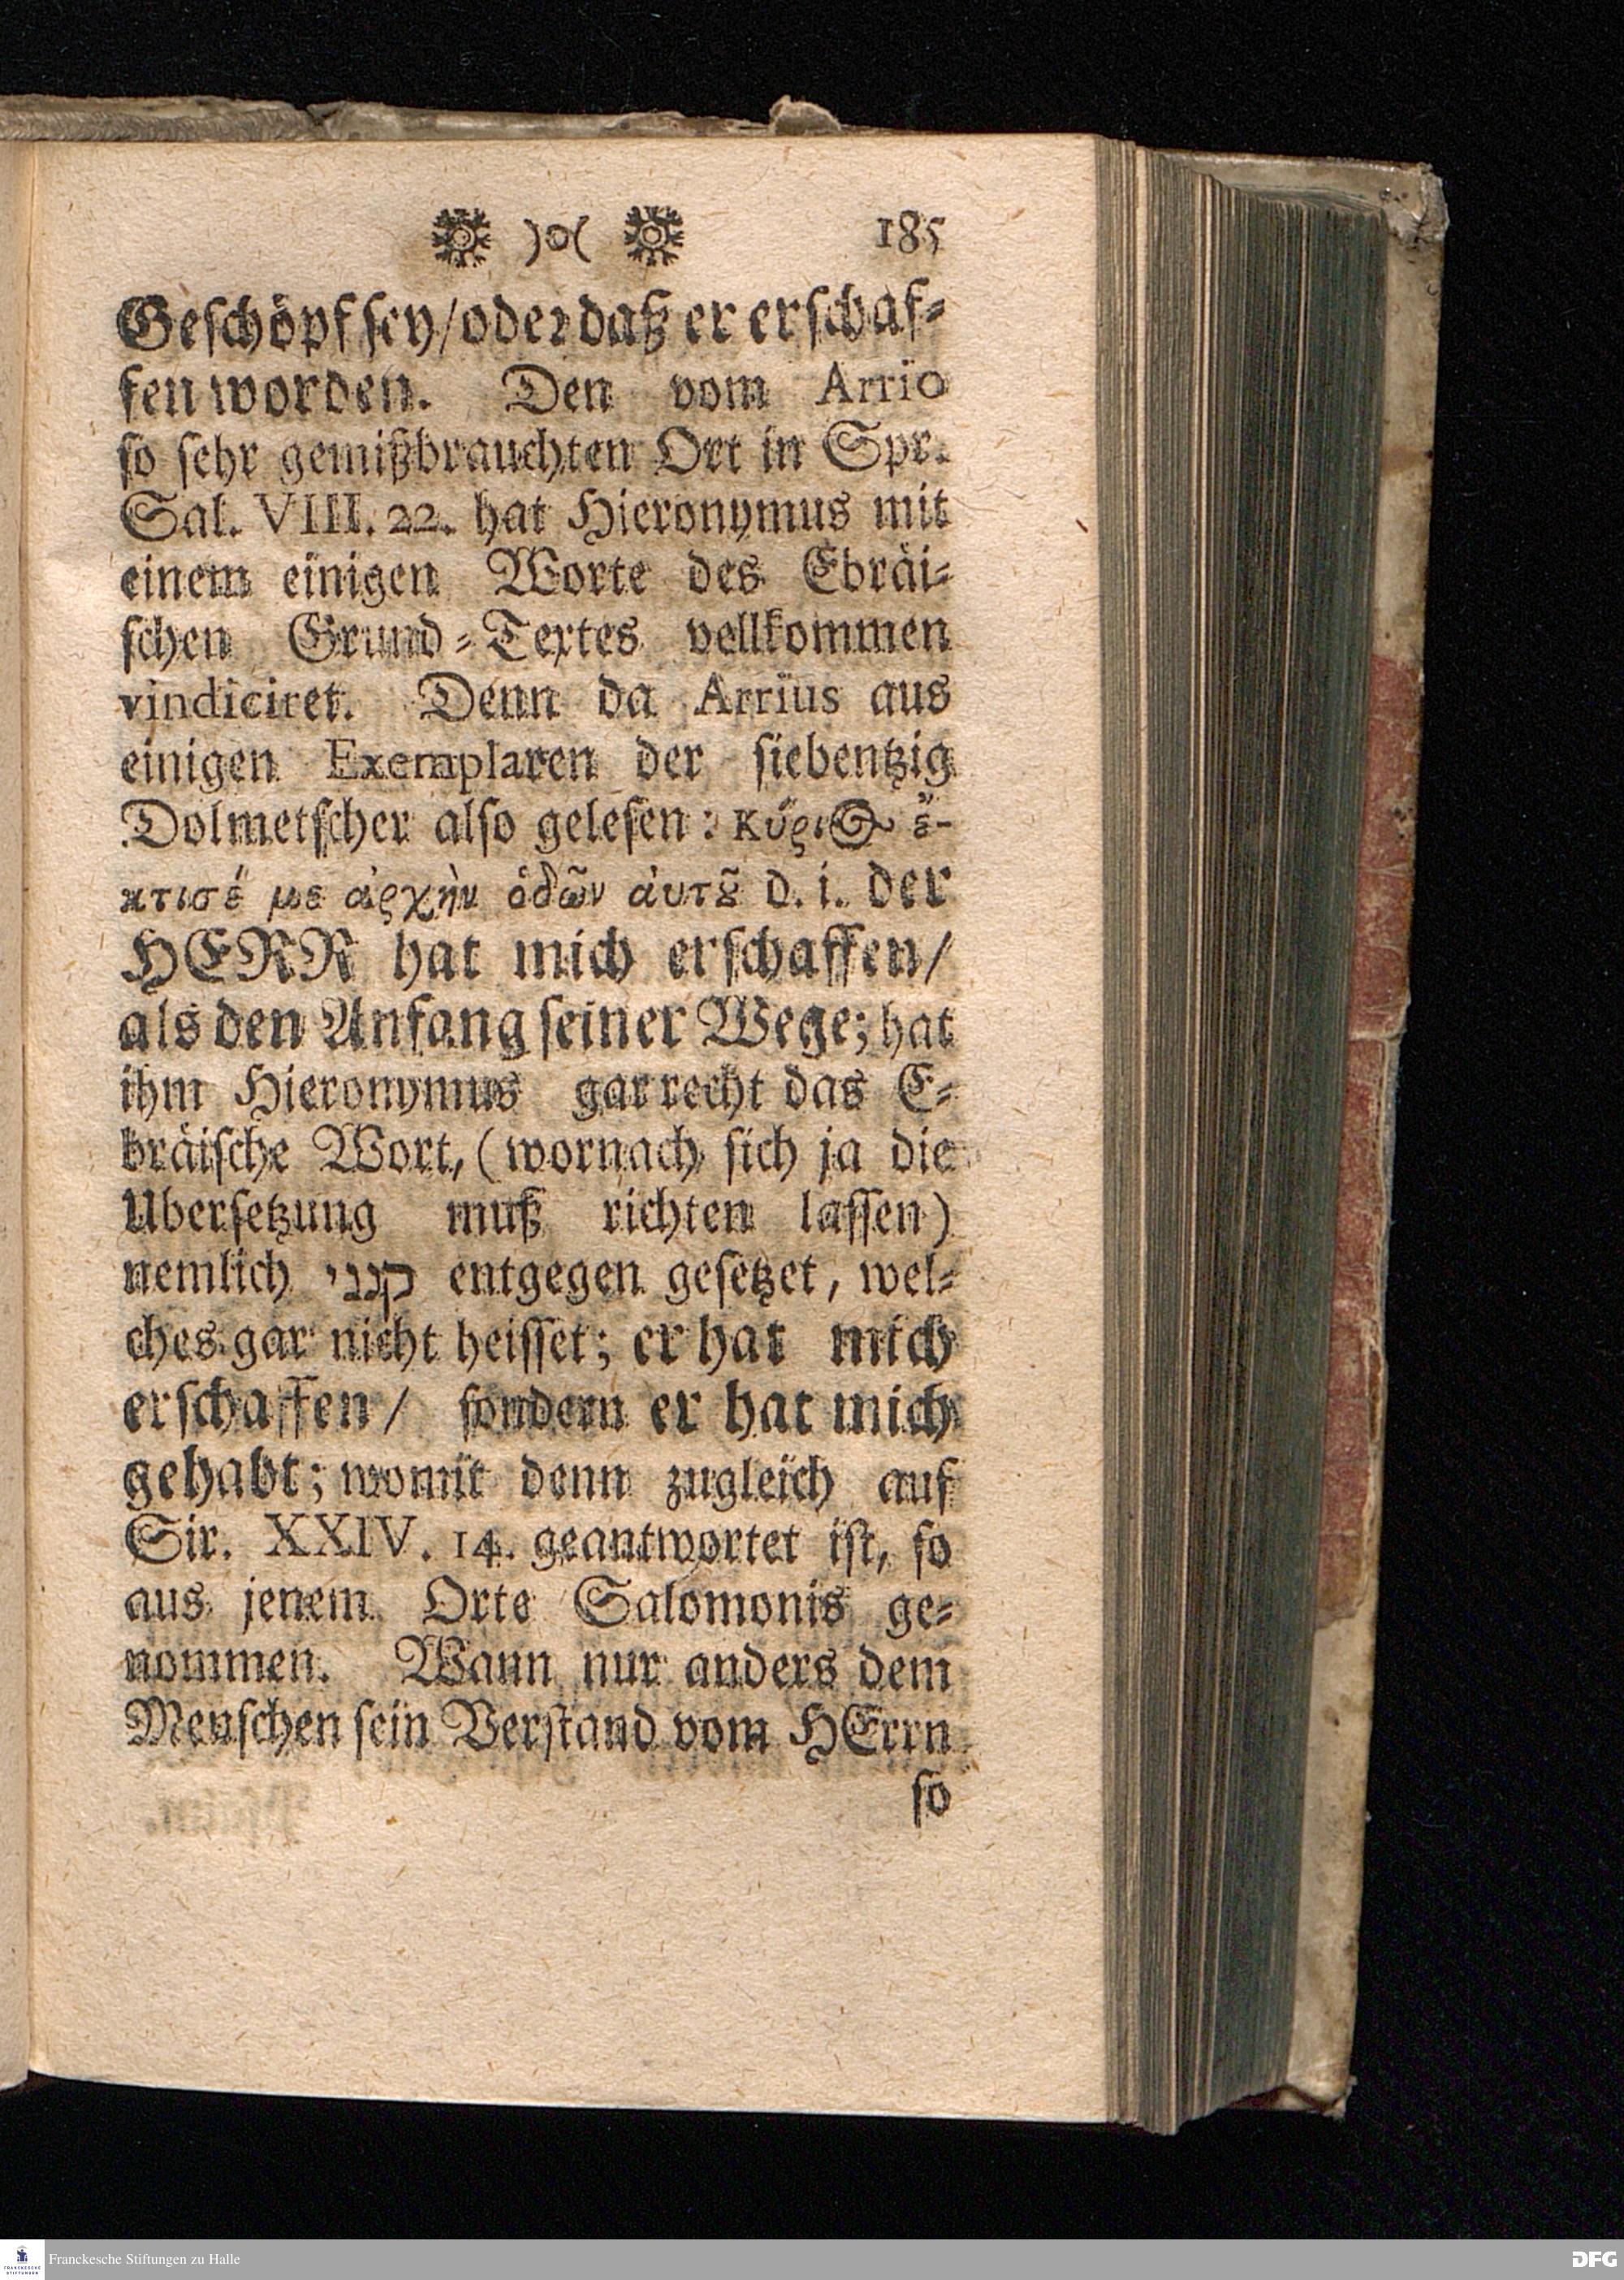 )o( 185
Geschöpf sey/oder daß er erschaf-
fen worden. Den vom Arrio
so sehr gemißbrauchten Ort in Spr.
Sal. VIII. 22. hat Hieronymus mit
einem einigen Worte des Ebräi-
schen Grund-Textes vollkommen
vindiciret. Denn da Arrius aus
einigen Exemplaren der siebentzig
Dolmetscher also gelesen: Κύριος ἔ-
κτισέ με ἀρχὴν ὁδῶν ἀυτῦ d. i. der
HERR hat mich erschaffen/
als den Anfang seiner Wege; hat
ihm Hieronymus gar recht das E-
bräische Wort, (wornach sich ja die
Ubersetzung muß richten lassen)
nemlich קנני entgegen gesetzet, wel-
ches gar nicht heisset; er hat mich
erschaffen/ sondern er hat mich
gehabt; womit denn zugleich auf
Sir. XXIV. 14. geantwortet ist, so
aus jenem Orte Salomonis ge-
nommen. Wann nur anders dem
Menschen sein Verstand vom HErrn
so
FRANCKESCHE STIFTUNGEN
Franckesche Stiftungen zu Halle
DFG